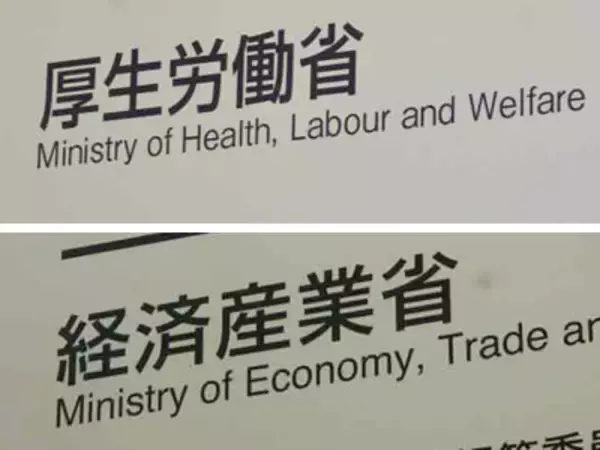 厚生労働省
Ministry of Health, Labour and Welfare
経済産業省
Ministry of Economy, Trade an